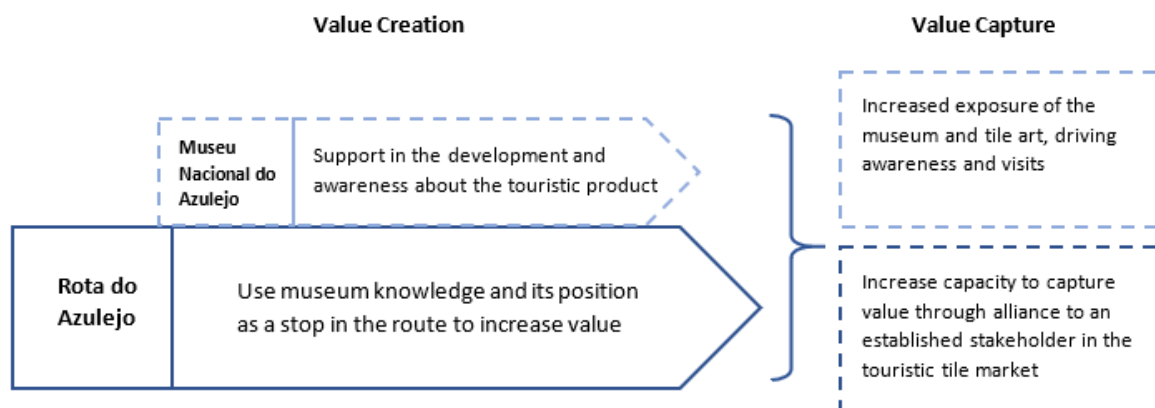 Value Creation
Value Capture
Museu
Nacional do
Azulejo
Support in the development and
awareness about the touristic product
Increased exposure of the
museum and tile art, driving
awareness and visits
Rota do
Azulejo
Use museum knowledge and its position
as a stop in the route to increase value
Increase capacity to capture
value through alliance to an
established stakeholder in the
touristic tile market